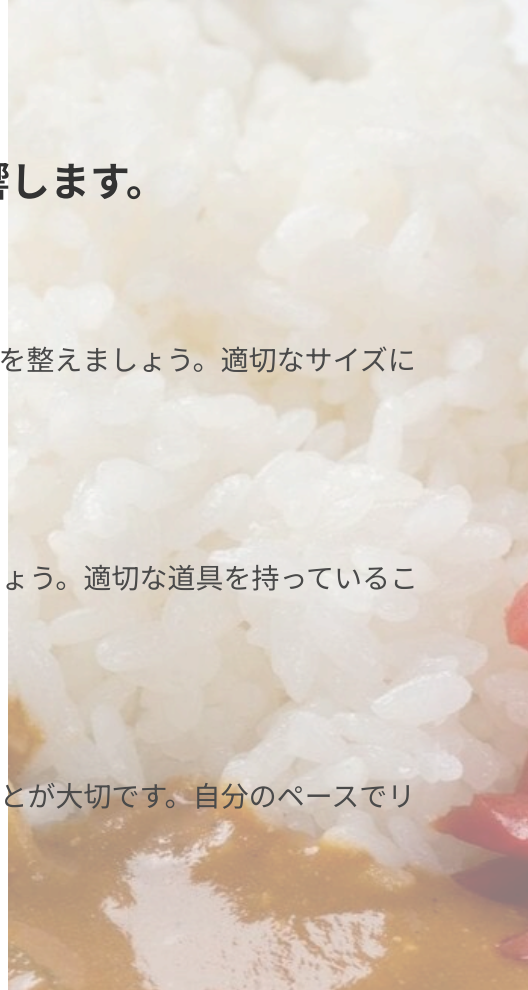 響します。
を整えましょう。適切なサイズに
ょう。適切な道具を持っているこ
とが大切です。自分のペースでリ